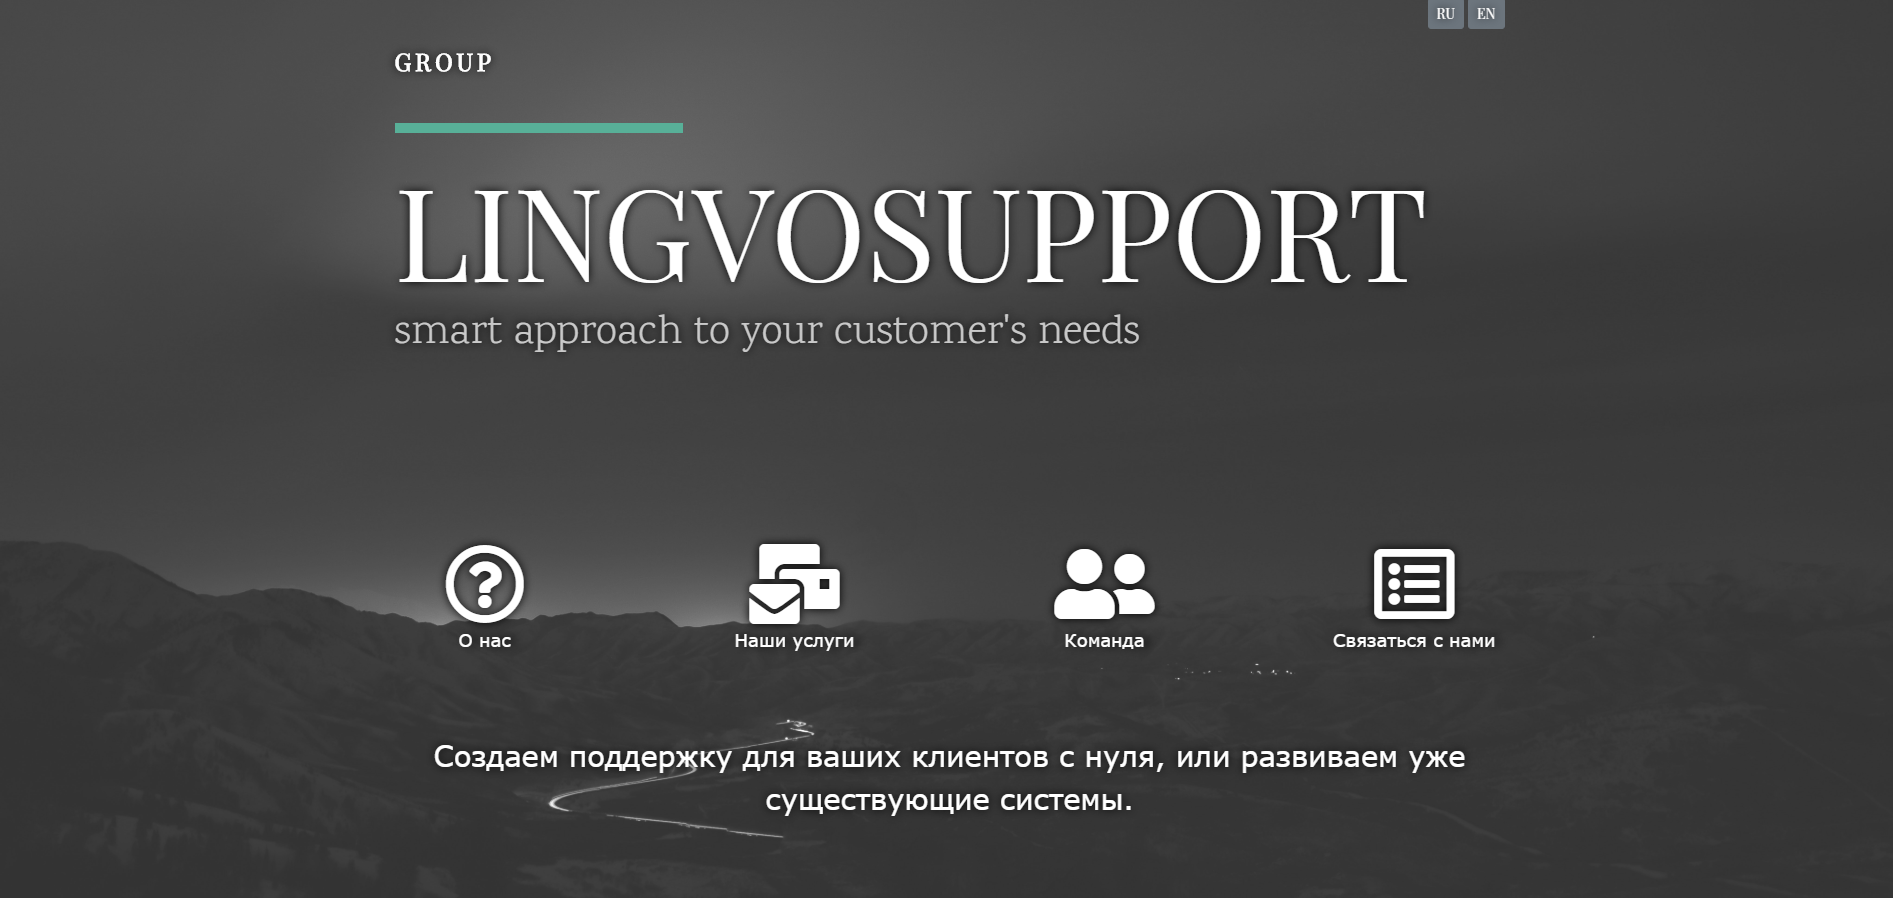 RU EN
GROUP
LINGVOSUPPORT
smart approach to your customer's needs
О нас
Наши услуги
Команда
Связаться с нами
Создаем поддержку для ваших клиентов с нуля, или развиваем уже
существующие системы.